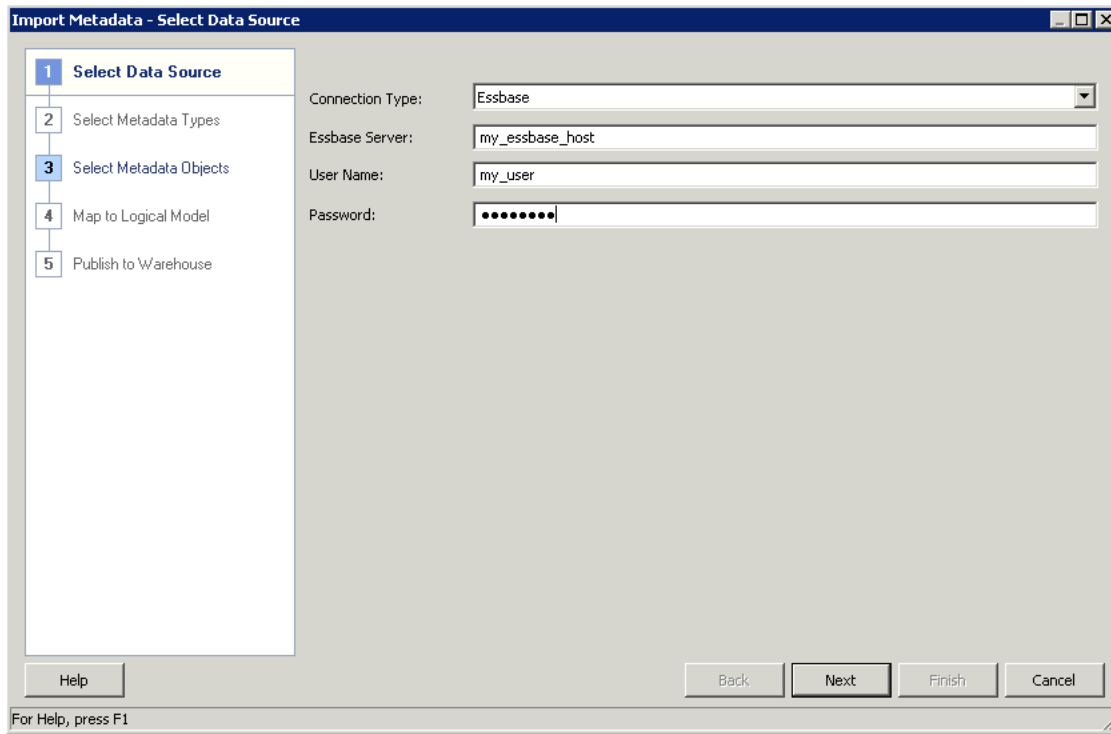 Import Metadata - Select Data Source
1 Select Data Source
2 Select Metadata Types
3 Select Metadata Objects
4 Map to Logical Model
5 Publish to Warehouse
Connection Type: Essbase
Essbase Server: my_essbase_host
User Name: my_user
Password: ●●●●●●●●
Help Back Next Finish Cancel
For Help, press F1